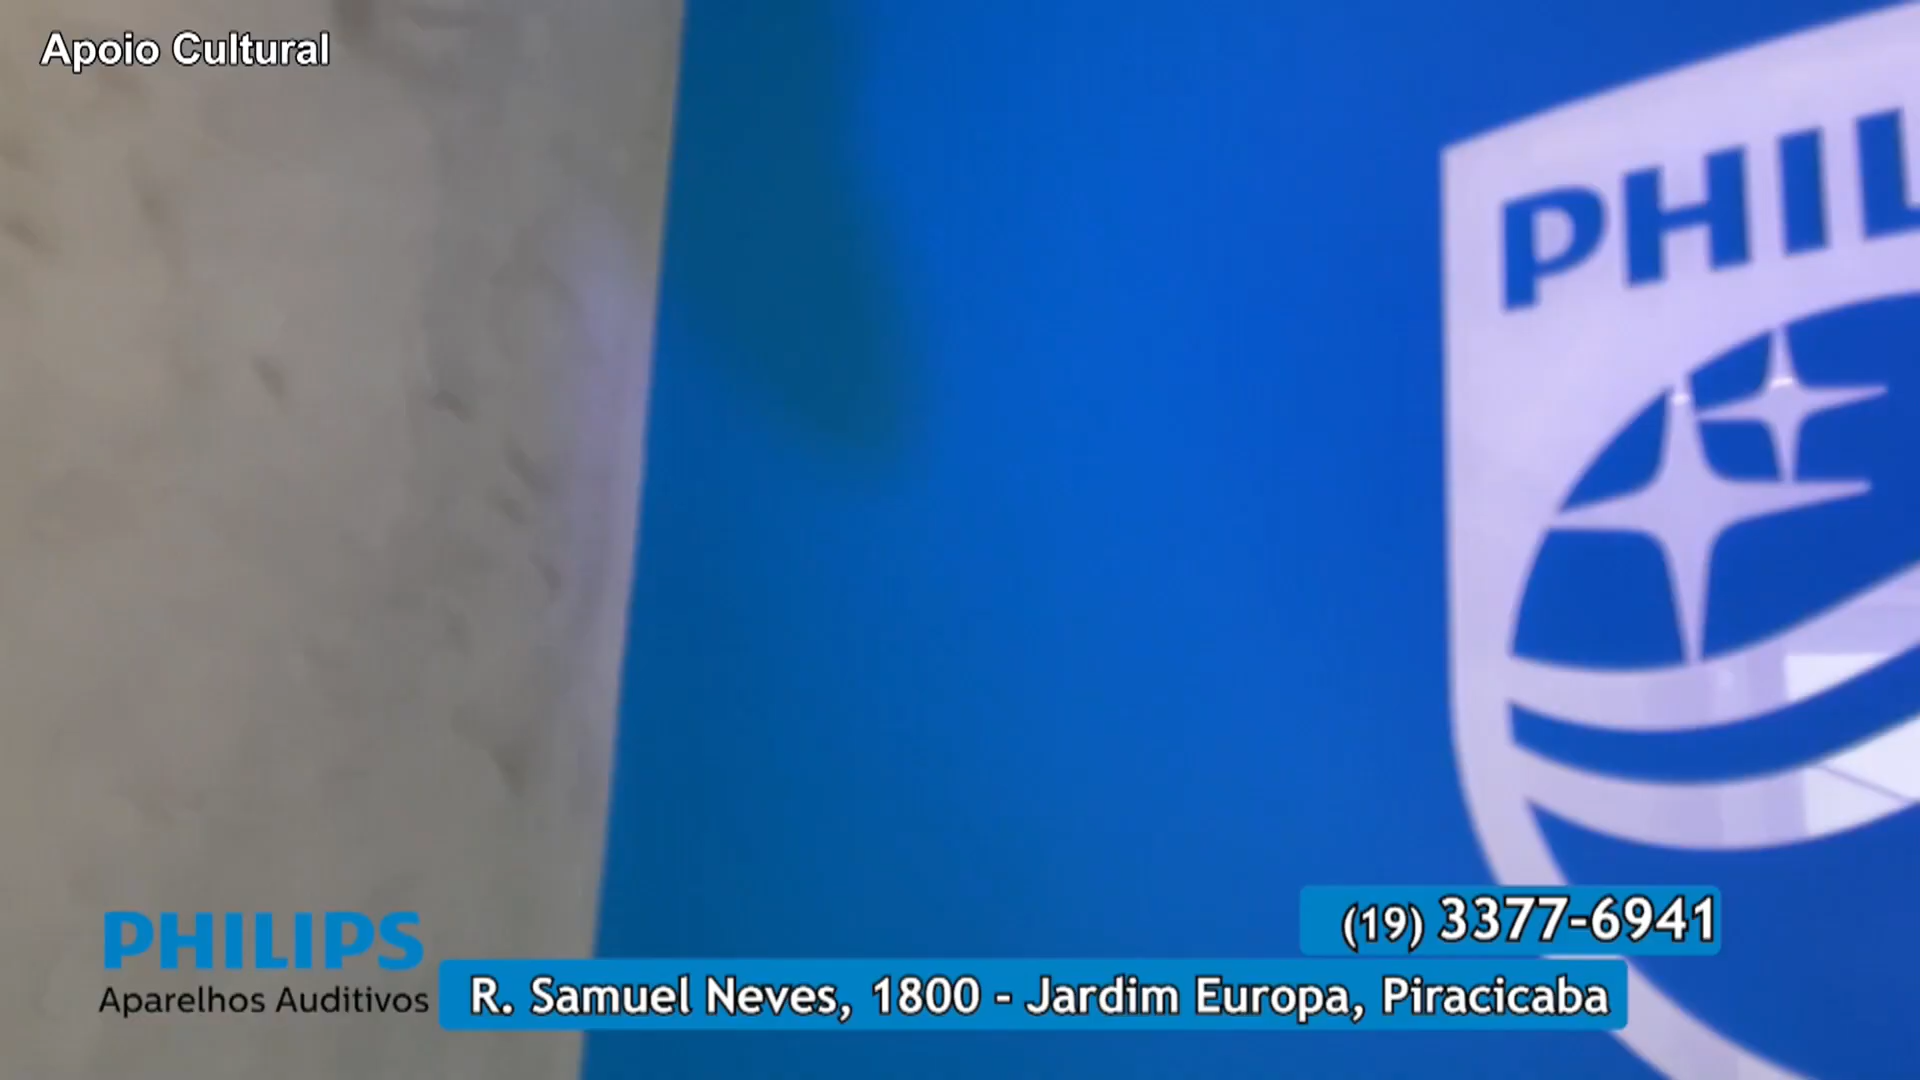 Apoio Cultural
PHIL
(19) 3377-6941
PHILIPS
Aparelhos Auditivos
R. Samuel Neves, 1800 - Jardim Europa, Piracicaba